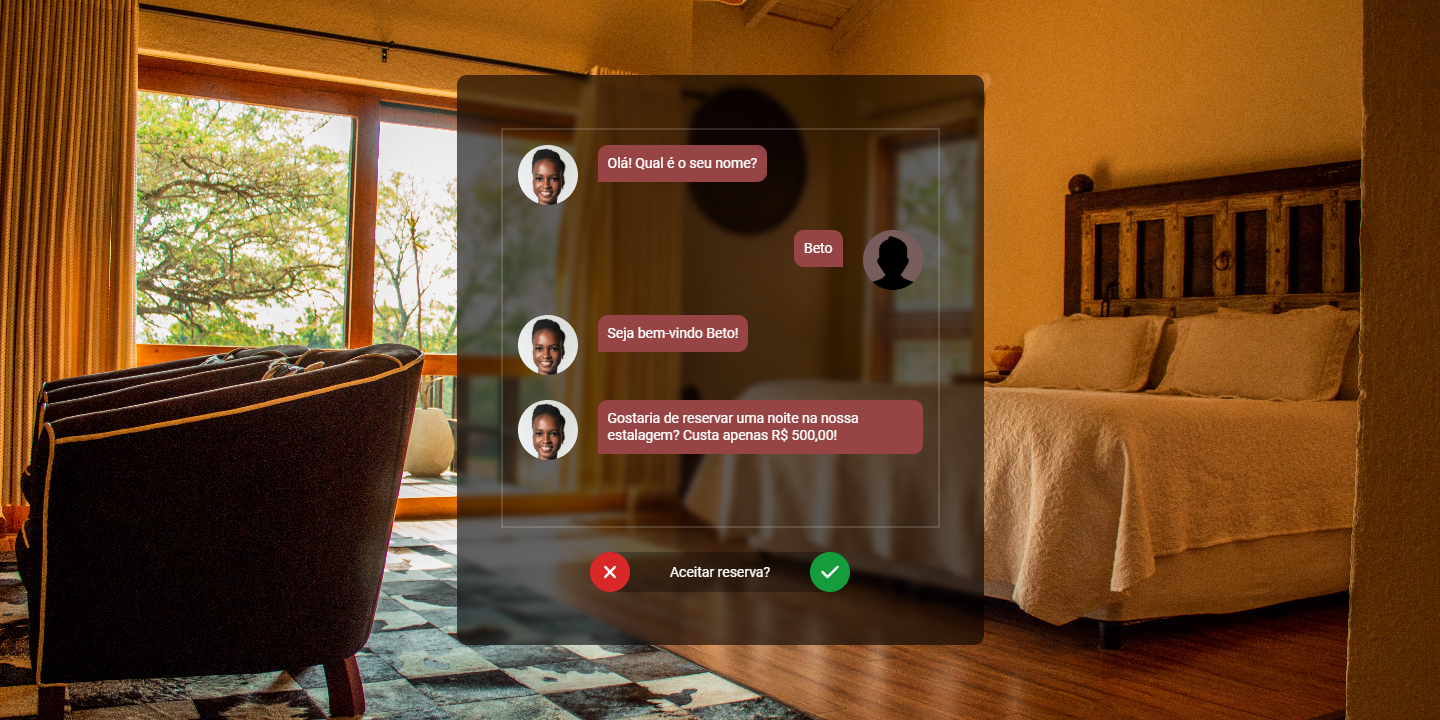 Olá! Qual é o seu nome?
Beto
Seja bem-vindo Beto!
Gostaria de reservar uma noite na nossa
estalagem? Custa apenas R$ 500,00!
Aceitar reserva?